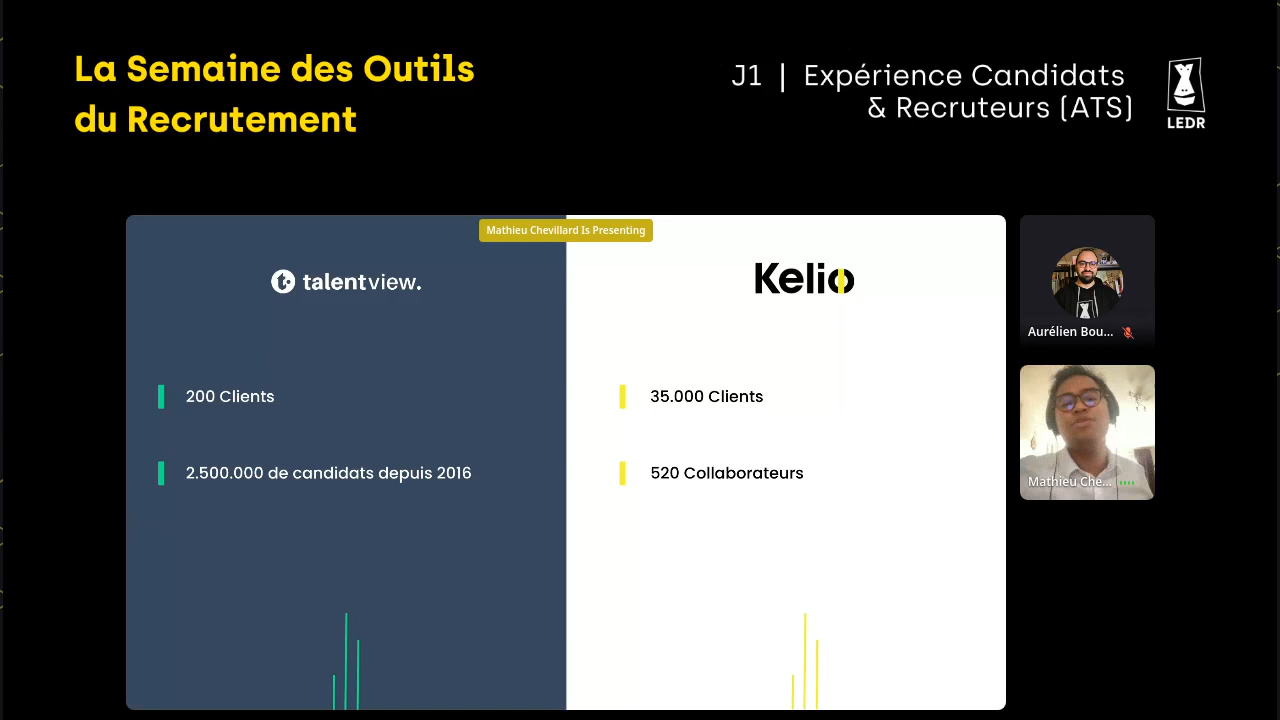 La Semaine des Outils
du Recrutement
J1 | Expérience Candidats
& Recruteurs (ATS)
LEDR
Mathieu Chevillard Is Presenting
talentview.
Kelio
200 Clients
35.000 Clients
2.500.000 de candidats depuis 2016
520 Collaborateurs
Aurélien Bou...
Mathieu Che...